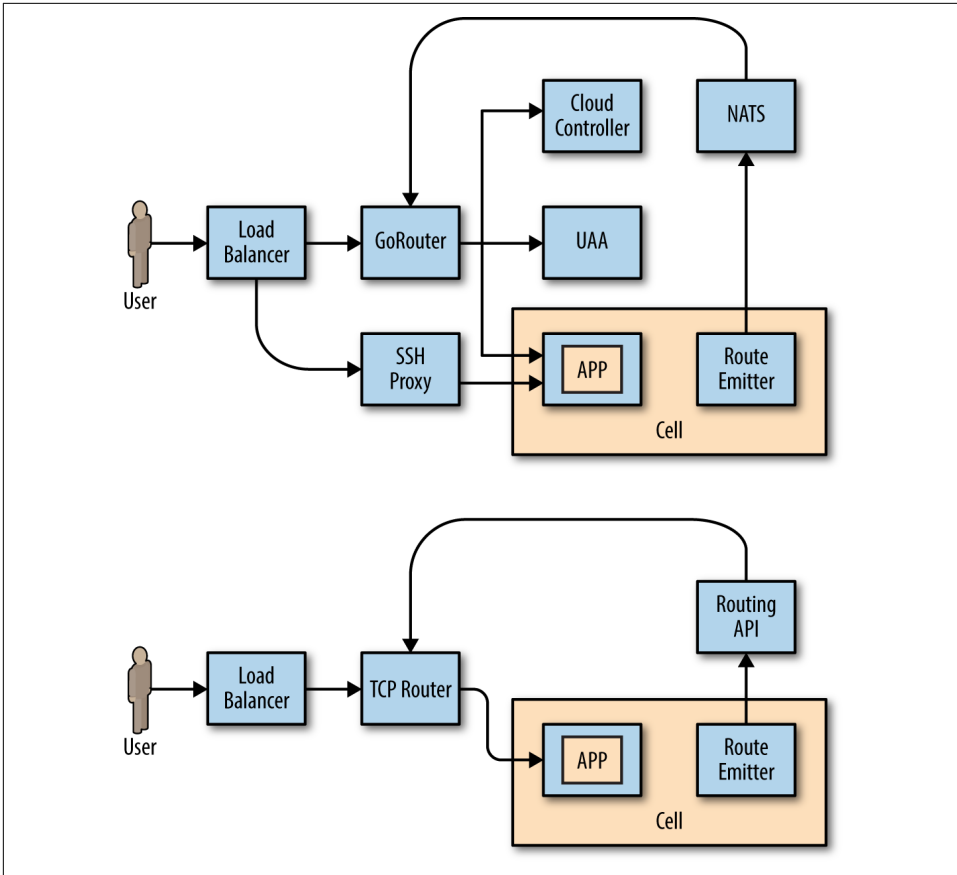 Cloud
Controller
NATS
Load
Balancer
GoRouter
UAA
User
SSH
Proxy
APP
Route
Emitter
Cell
Routing
API
Load
Balancer
TCP Router
User
APP
Route
Emitter
Cell